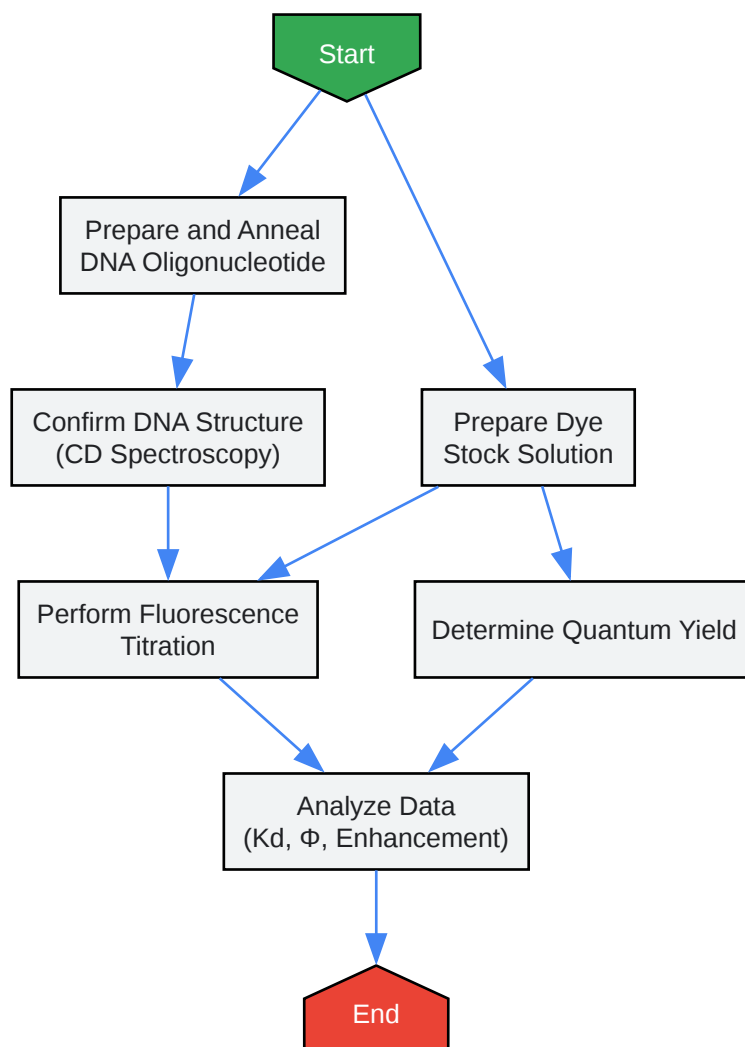 Start
Prepare and Anneal
DNA Oligonucleotide
Confirm DNA Structure
(CD Spectroscopy)
Prepare Dye
Stock Solution
Perform Fluorescence
Titration
Determine Quantum Yield
Analyze Data
(Kd, Φ, Enhancement)
End